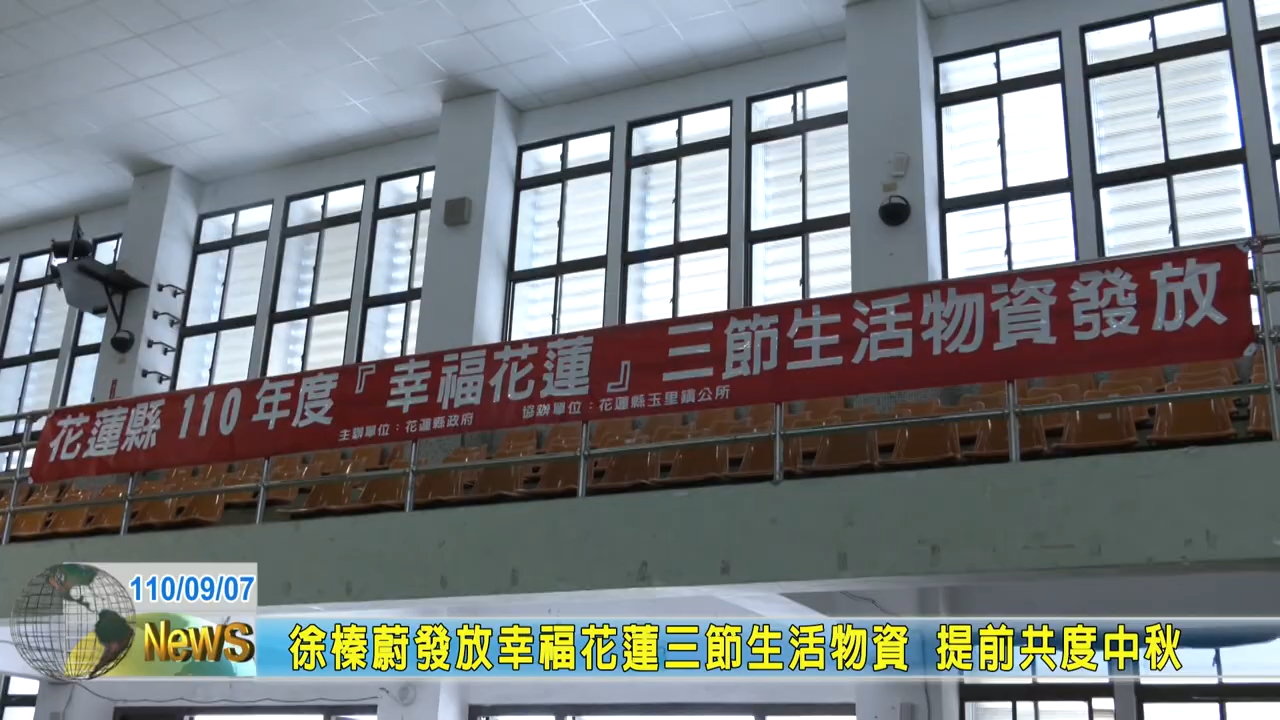 花蓮縣 110 年度『幸福花蓮』三節生活物資發放
主辦單位：花蓮縣政府 協辦單位：花蓮縣玉里鎮公所
110/09/07
NewS
徐榛蔚發放幸福花蓮三節生活物資 提前共度中秋